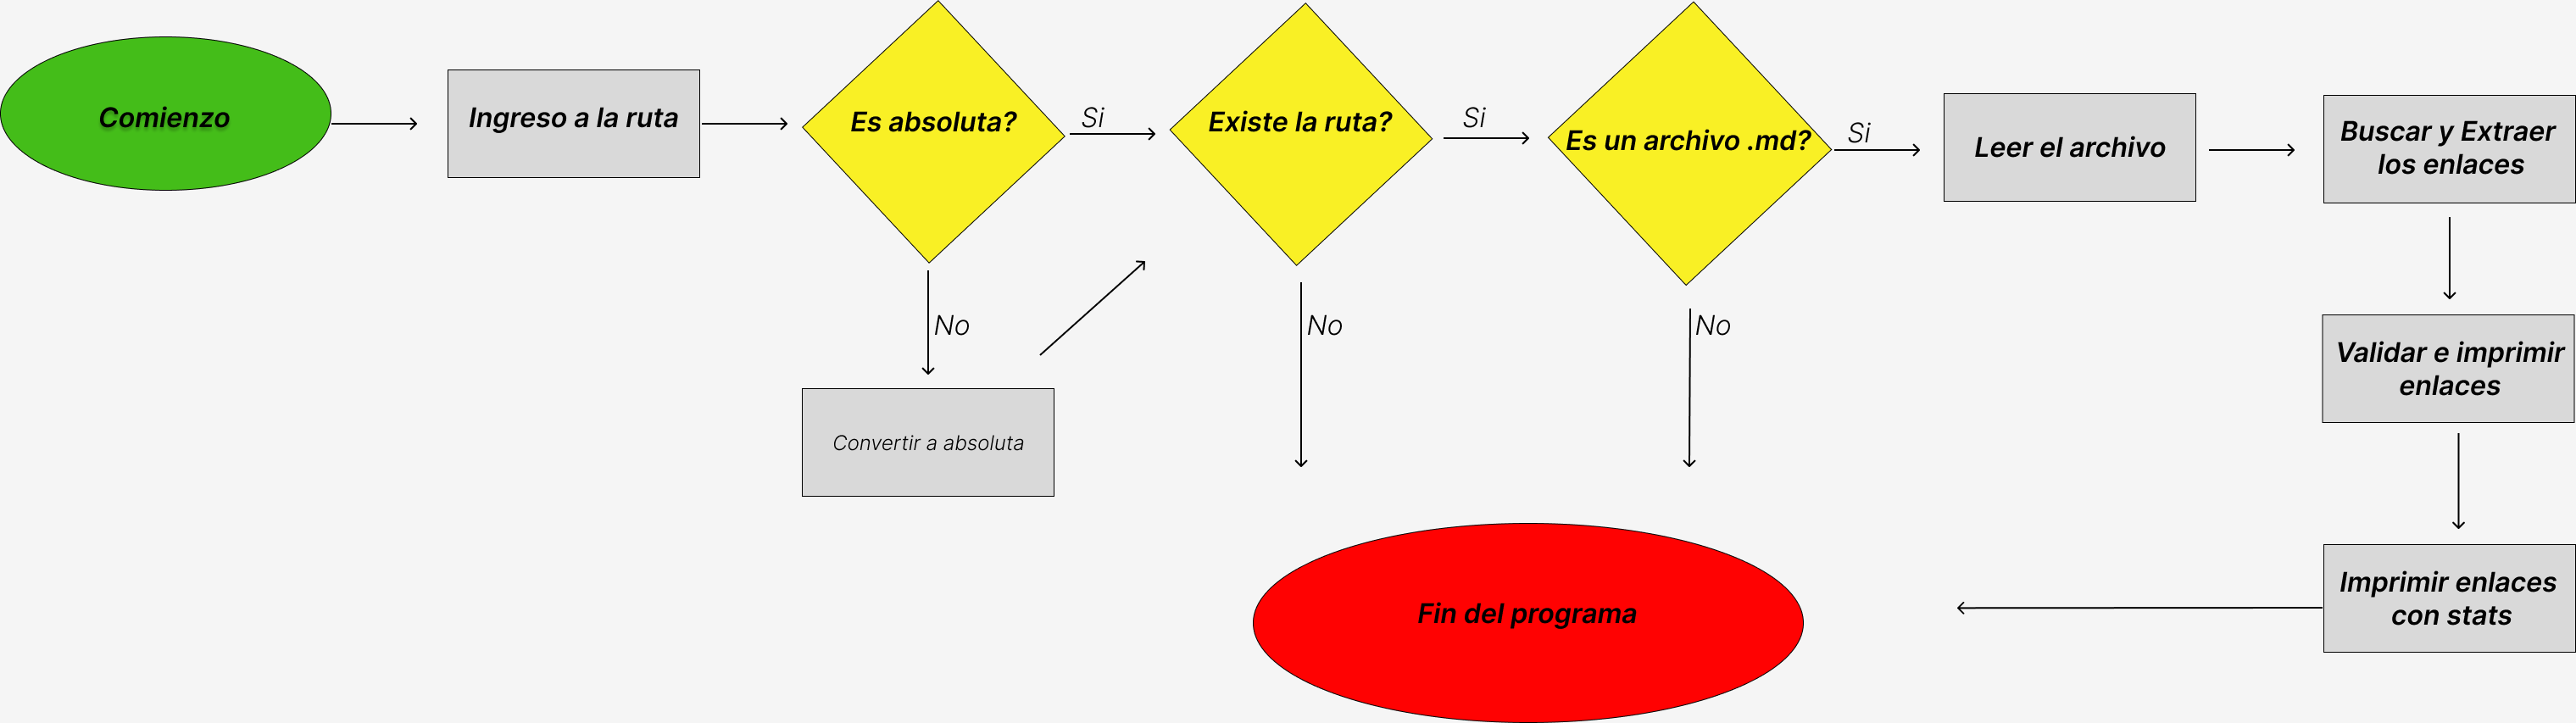 Comienzo
Ingreso a la ruta
Es absoluta?
Si
Existe la ruta?
Si
Es un archivo .md?
Si
Leer el archivo
Buscar y Extraer
los enlaces
No
No
No
Validar e imprimir
enlaces
Convertir a absoluta
Fin del programa
Imprimir enlaces
con stats